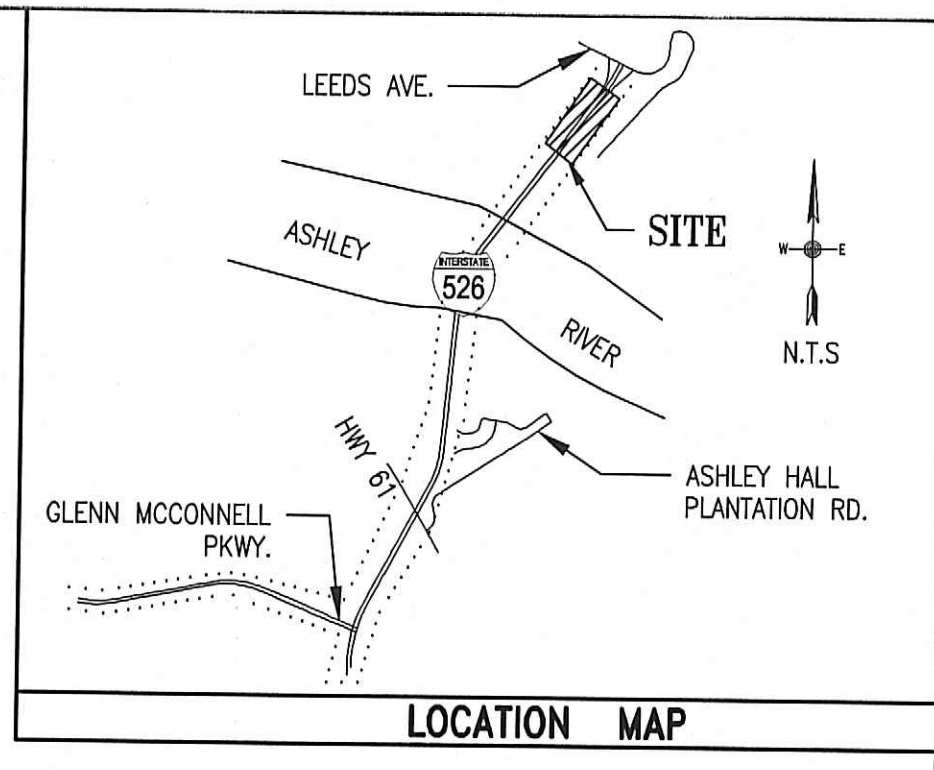 LEEDS AVE.
SITE
ASHLEY
INTERSTATE
526
RIVER
W
E
N.T.S
HWY 61
ASHLEY HALL
PLANTATION RD.
GLENN MCCONNELL
PKWY.
LOCATION MAP